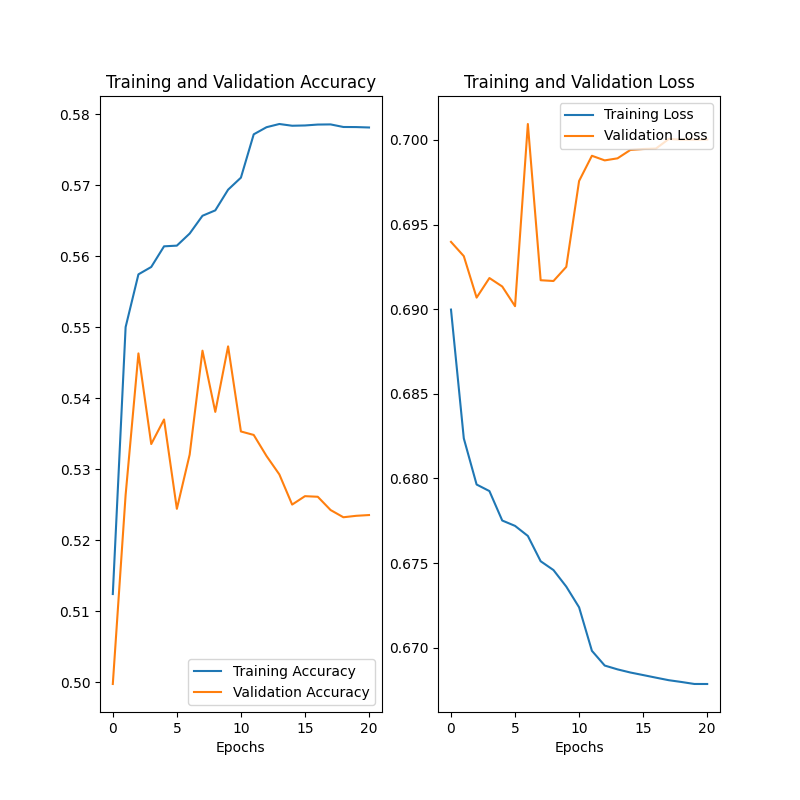 Training and Validation Accuracy
0.58
0.57
0.56
0.55
0.54
0.53
0.52
0.51
0.50
Training Accuracy
Validation Accuracy
0 5 10 15 20
Epochs
Training and Validation Loss
0.700
0.695
0.690
0.685
0.680
0.675
0.670
Training Loss
Validation Loss
0 5 10 15 20
Epochs